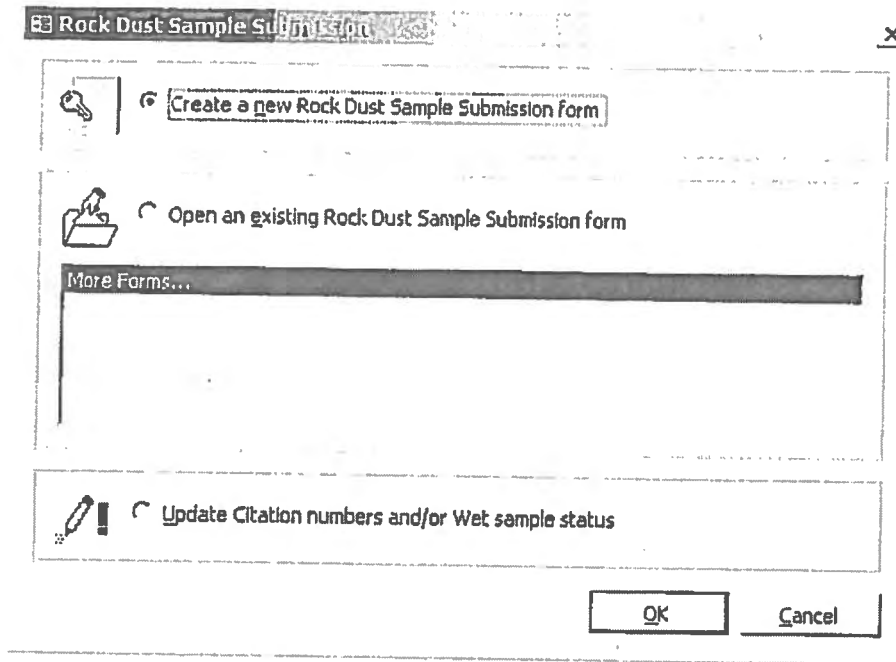 Rock Dust Sample Submission
Create a new Rock Dust Sample Submission form
Open an existing Rock Dust Sample Submission form
More Forms...
Update Citation numbers and/or Wet sample status
OK
Cancel